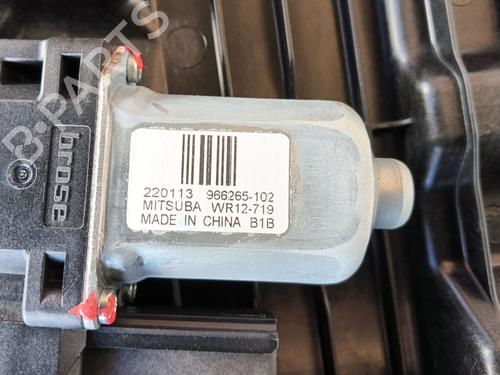 B-PARTS
brose
220113 966265-102
MITSUBA WR12-719
MADE IN CHINA B1B